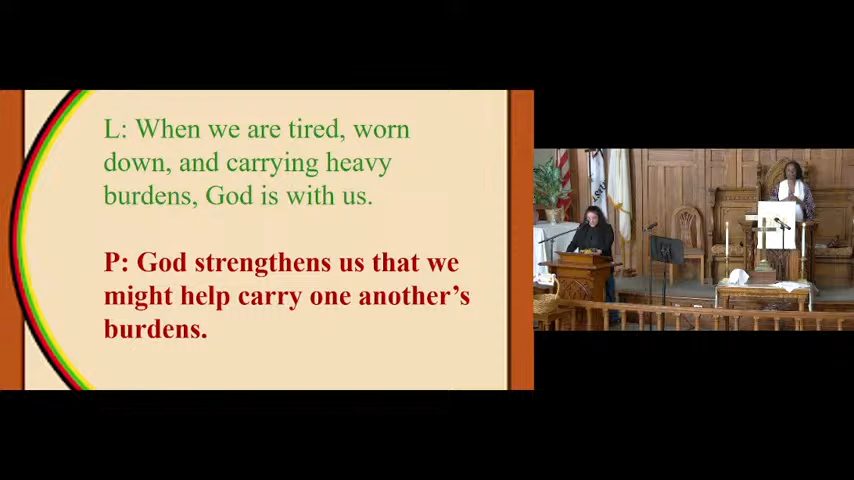 L: When we are tired, worn
down, and carrying heavy
burdens, God is with us.
P: God strengthens us that we
might help carry one another’s
burdens.